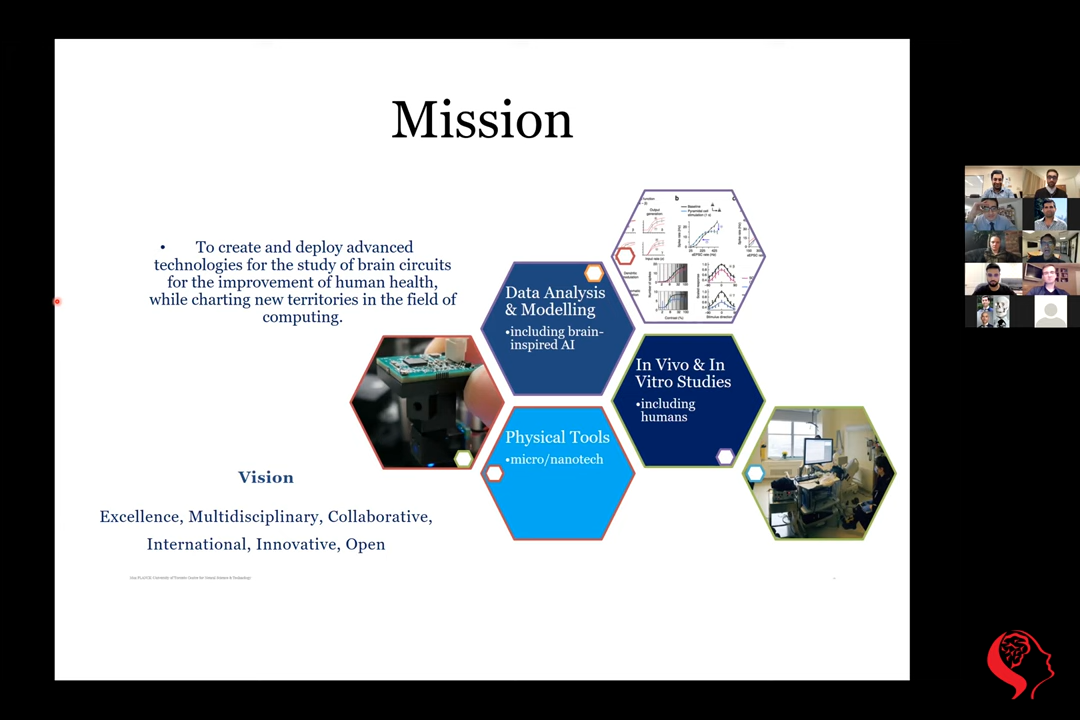 Mission
• To create and deploy advanced
technologies for the study of brain circuits
for the improvement of human health,
while charting new territories in the field of
computing.
Data Analysis
& Modelling
•including brain-
inspired AI
In Vivo & In
Vitro Studies
•including
humans
Physical Tools
•micro/nanotech
Vision
Excellence, Multidisciplinary, Collaborative,
International, Innovative, Open